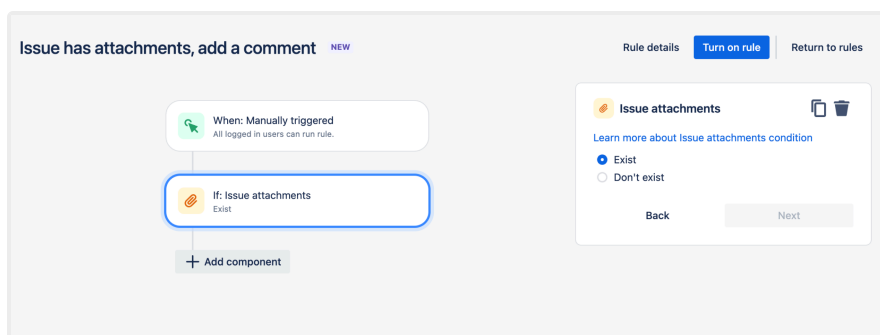 Issue has attachments, add a comment NEW
Rule details Turn on rule Return to rules
When: Manually triggered
All logged in users can run rule.
If: Issue attachments
Exist
Add component
Issue attachments
Learn more about Issue attachments condition
Exist
Don't exist
Back Next